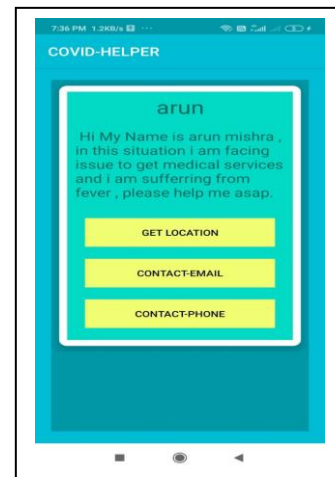 7:36 PM 1.2KB/s ...
COVID-HELPER
arun
Hi My Name is arun mishra ,
in this situation i am facing
issue to get medical services
and i am sufferring from
fever , please help me asap.
GET LOCATION
CONTACT-EMAIL
CONTACT-PHONE